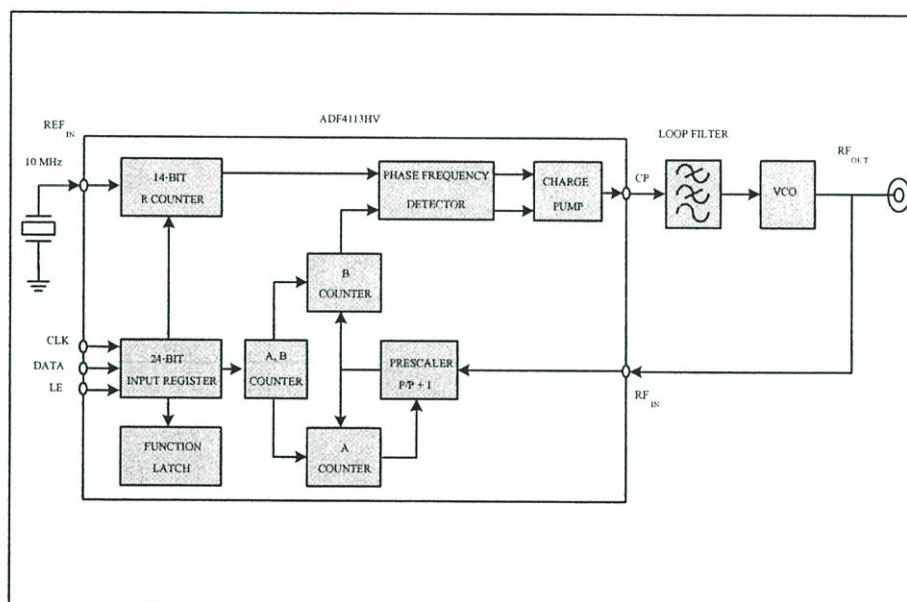 ADF4113HV
REF IN
10 MHz
14-BIT
R COUNTER
PHASE FREQUENCY
DETECTOR
CHARGE
PUMP
CP
LOOP FILTER
VCO
RF OUT
B
COUNTER
CLK
DATA
LE
24-BIT
INPUT REGISTER
A, B
COUNTER
PRESCALER
P/P + 1
RF IN
FUNCTION
LATCH
A
COUNTER